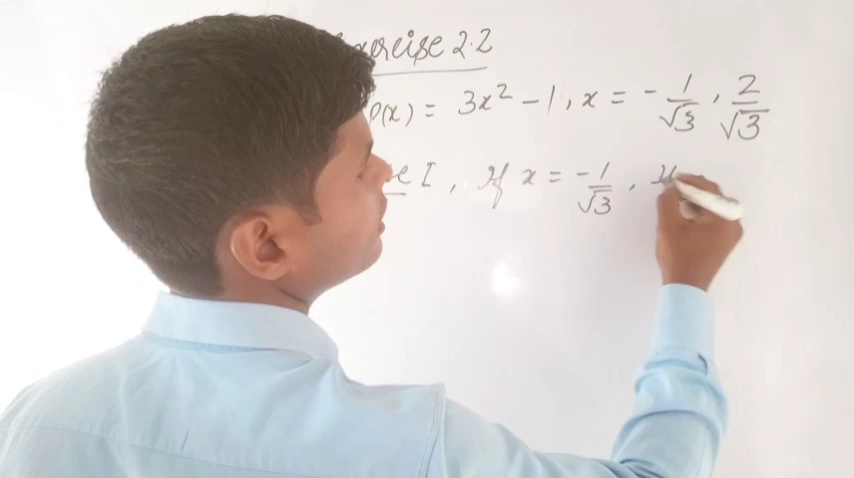 Exercise 2.2
P(x) = 3x² - 1, x = - 1/√3, 2/√3
I, If x = -1/√3,